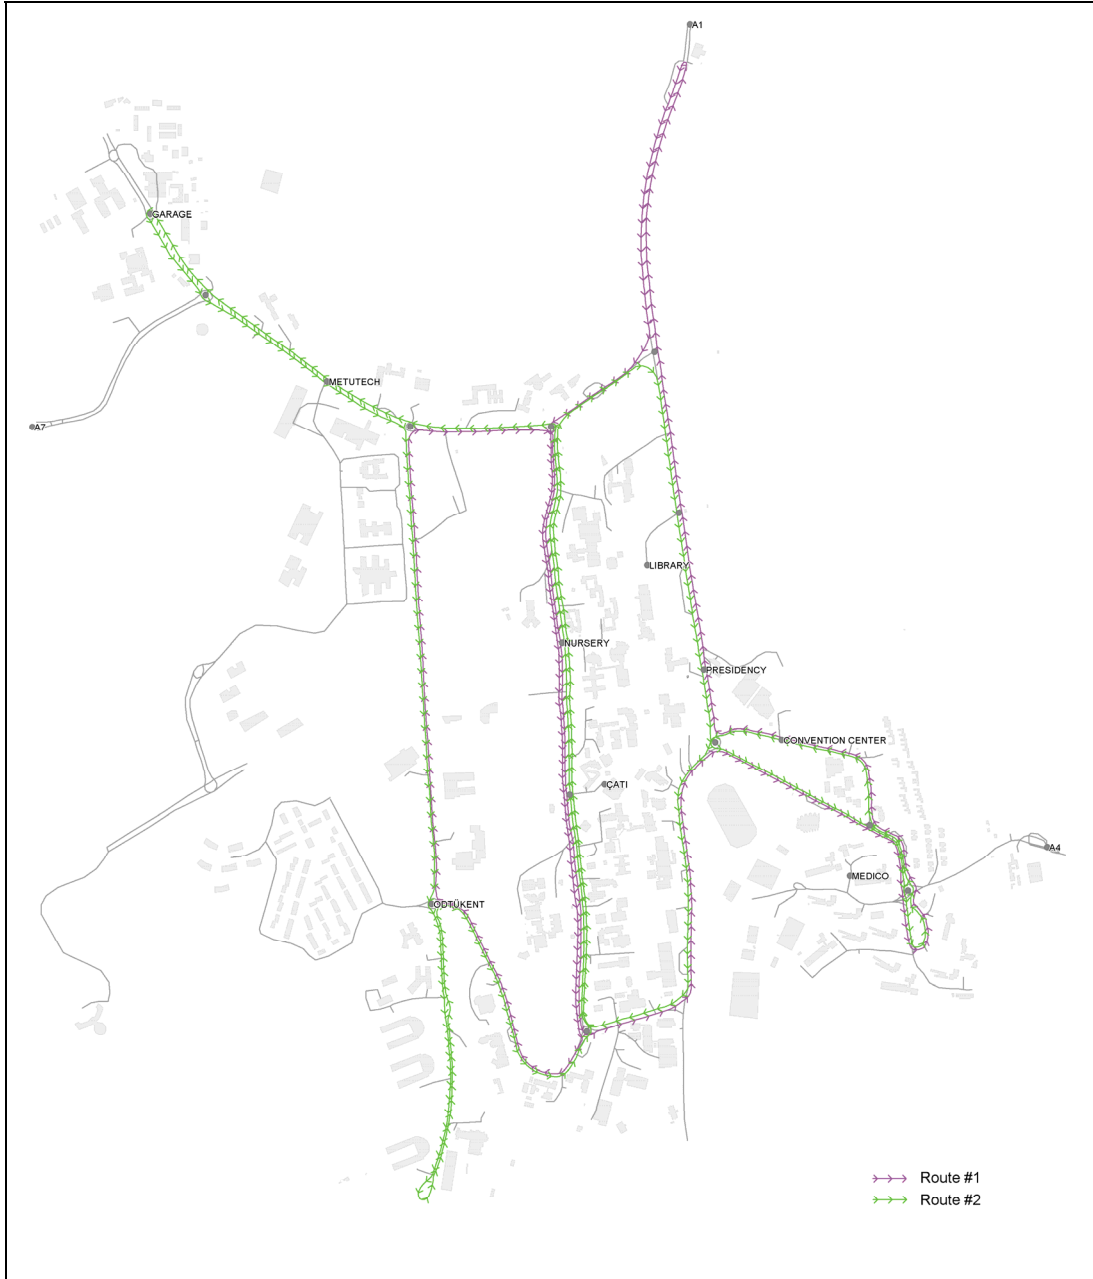 A1
GARAGE
METUTECH
A7
LIBRARY
NURSERY
PRESIDENCY
CONVENTION CENTER
ÇATI
A4
MEDICO
ODTÜKENT
Route #1
Route #2